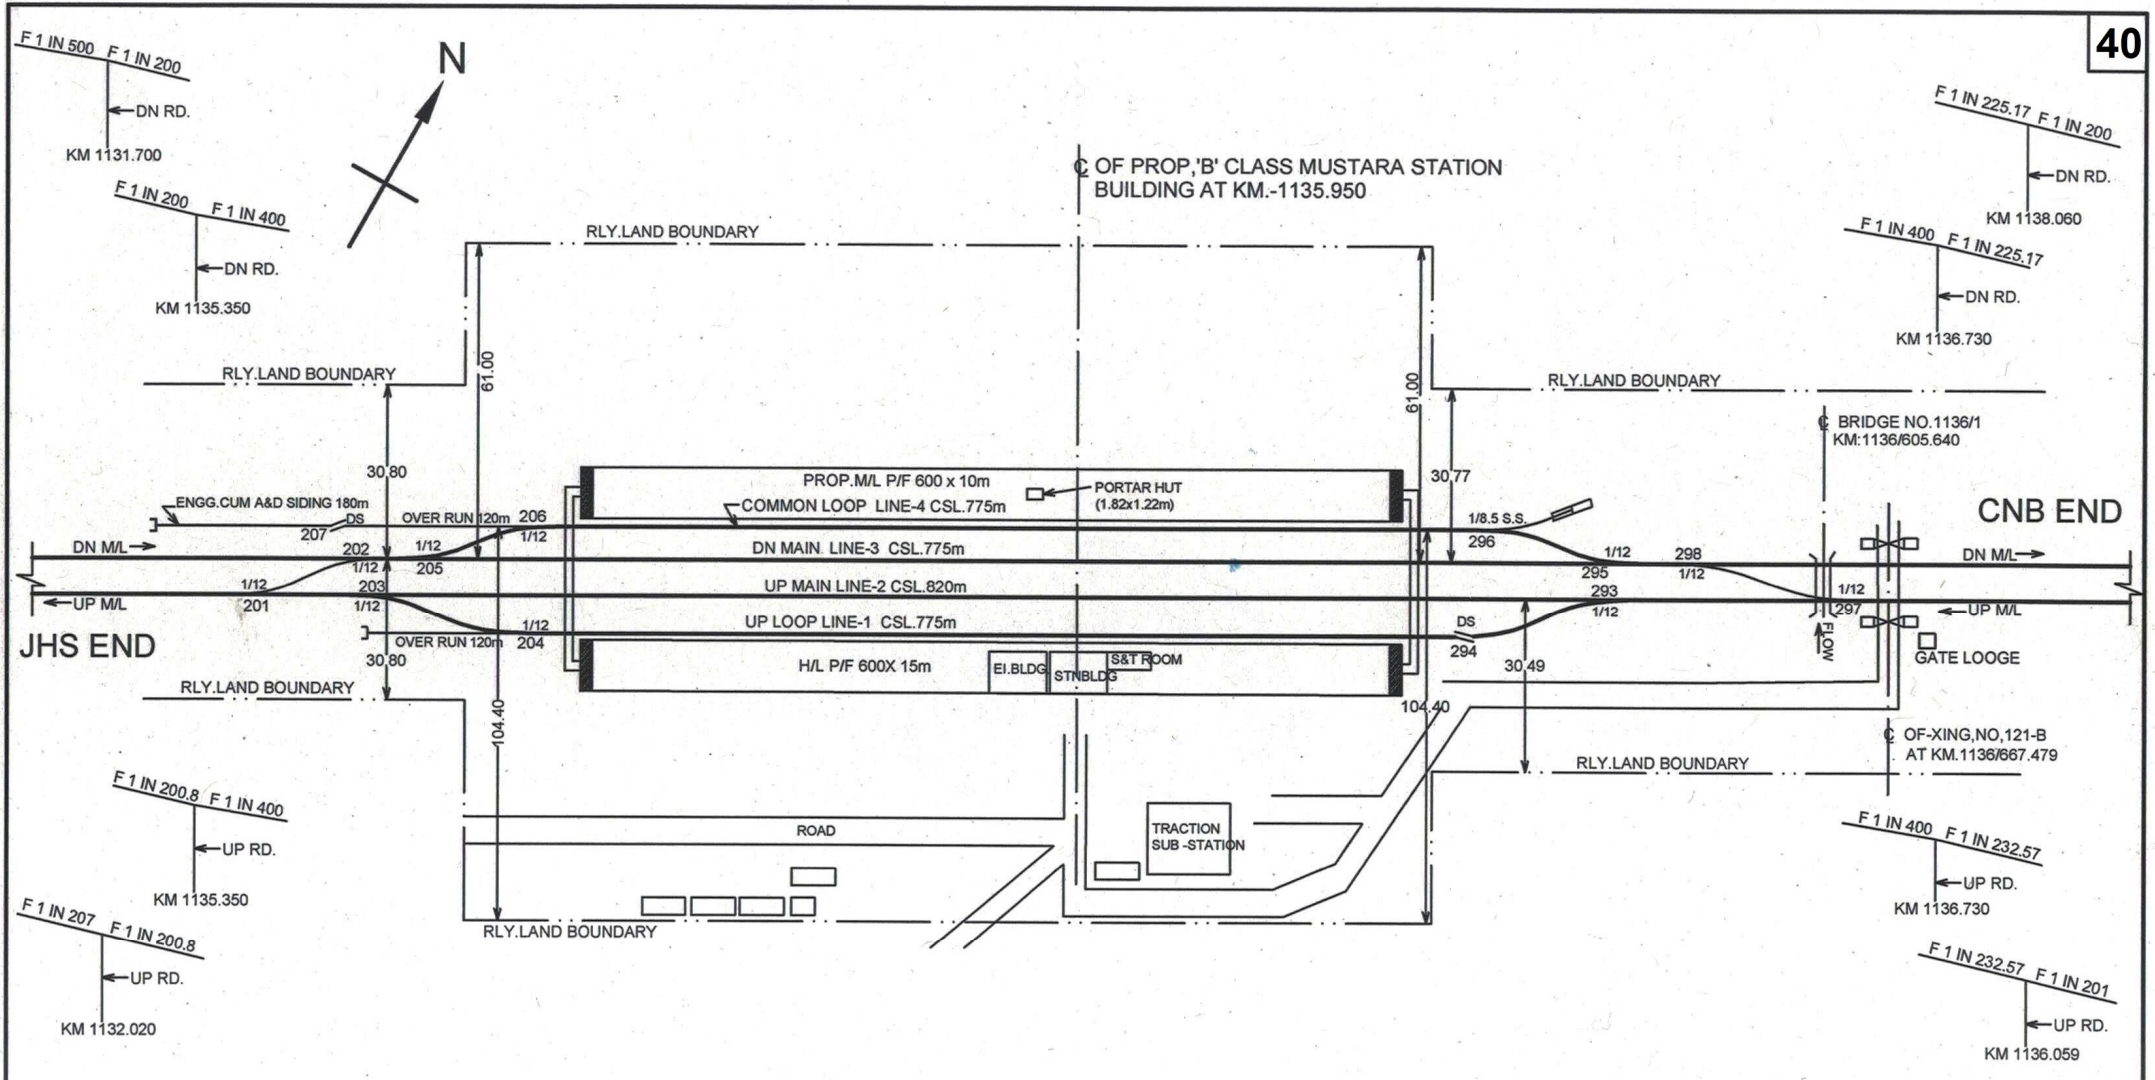 40
F 1 IN 500 F 1 IN 200
DN RD.
KM 1131.700
F 1 IN 200 F 1 IN 400
DN RD.
KM 1135.350
N
℄ OF PROP,'B' CLASS MUSTARA STATION
BUILDING AT KM.-1135.950
F 1 IN 225.17 F 1 IN 200
DN RD.
KM 1138.060
F 1 IN 400 F 1 IN 225.17
DN RD.
KM 1136.730
RLY.LAND BOUNDARY
RLY.LAND BOUNDARY
RLY.LAND BOUNDARY
61.00
61.00
30.80
30.77
℄ BRIDGE NO.1136/1
KM:1136/605.640
PROP.M/L P/F 600 x 10m
PORTAR HUT
(1.82x1.22m)
COMMON LOOP LINE-4 CSL.775m
ENGG.CUM A&D SIDING 180m
DS
207
OVER RUN 120m
206
1/12
1/8.5 S.S.
296
CNB END
DN M/L
202
1/12
1/12
205
DN MAIN LINE-3 CSL.775m
1/12
295
298
1/12
DN M/L
1/12
201
203
1/12
UP MAIN LINE-2 CSL.820m
293
1/12
1/12
297
UP M/L
UP M/L
JHS END
OVER RUN 120m
1/12
204
UP LOOP LINE-1 CSL.775m
DS
294
FLOW
GATE LOOGE
30.80
H/L P/F 600X 15m
EI.BLDG
STNBLDG
S&T ROOM
30.49
RLY.LAND BOUNDARY
104.40
104.40
℄ OF-XING,NO,121-B
AT KM.1136/667.479
RLY.LAND BOUNDARY
ROAD
TRACTION
SUB -STATION
RLY.LAND BOUNDARY
F 1 IN 200.8 F 1 IN 400
UP RD.
KM 1135.350
F 1 IN 207 F 1 IN 200.8
UP RD.
KM 1132.020
F 1 IN 400 F 1 IN 232.57
UP RD.
KM 1136.730
F 1 IN 232.57 F 1 IN 201
UP RD.
KM 1136.059